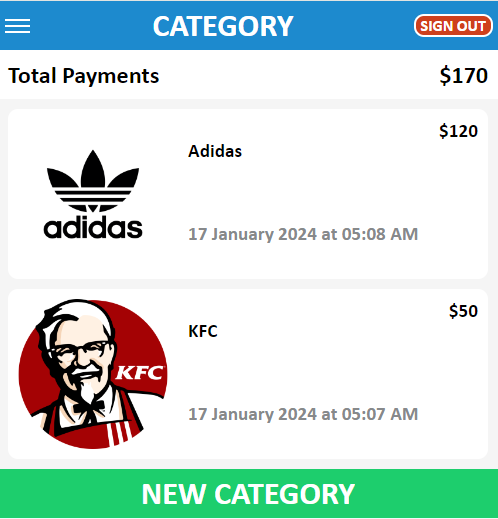 CATEGORY
SIGN OUT
Total Payments
$170
$120
Adidas
adidas
17 January 2024 at 05:08 AM
$50
KFC
KFC
17 January 2024 at 05:07 AM
NEW CATEGORY